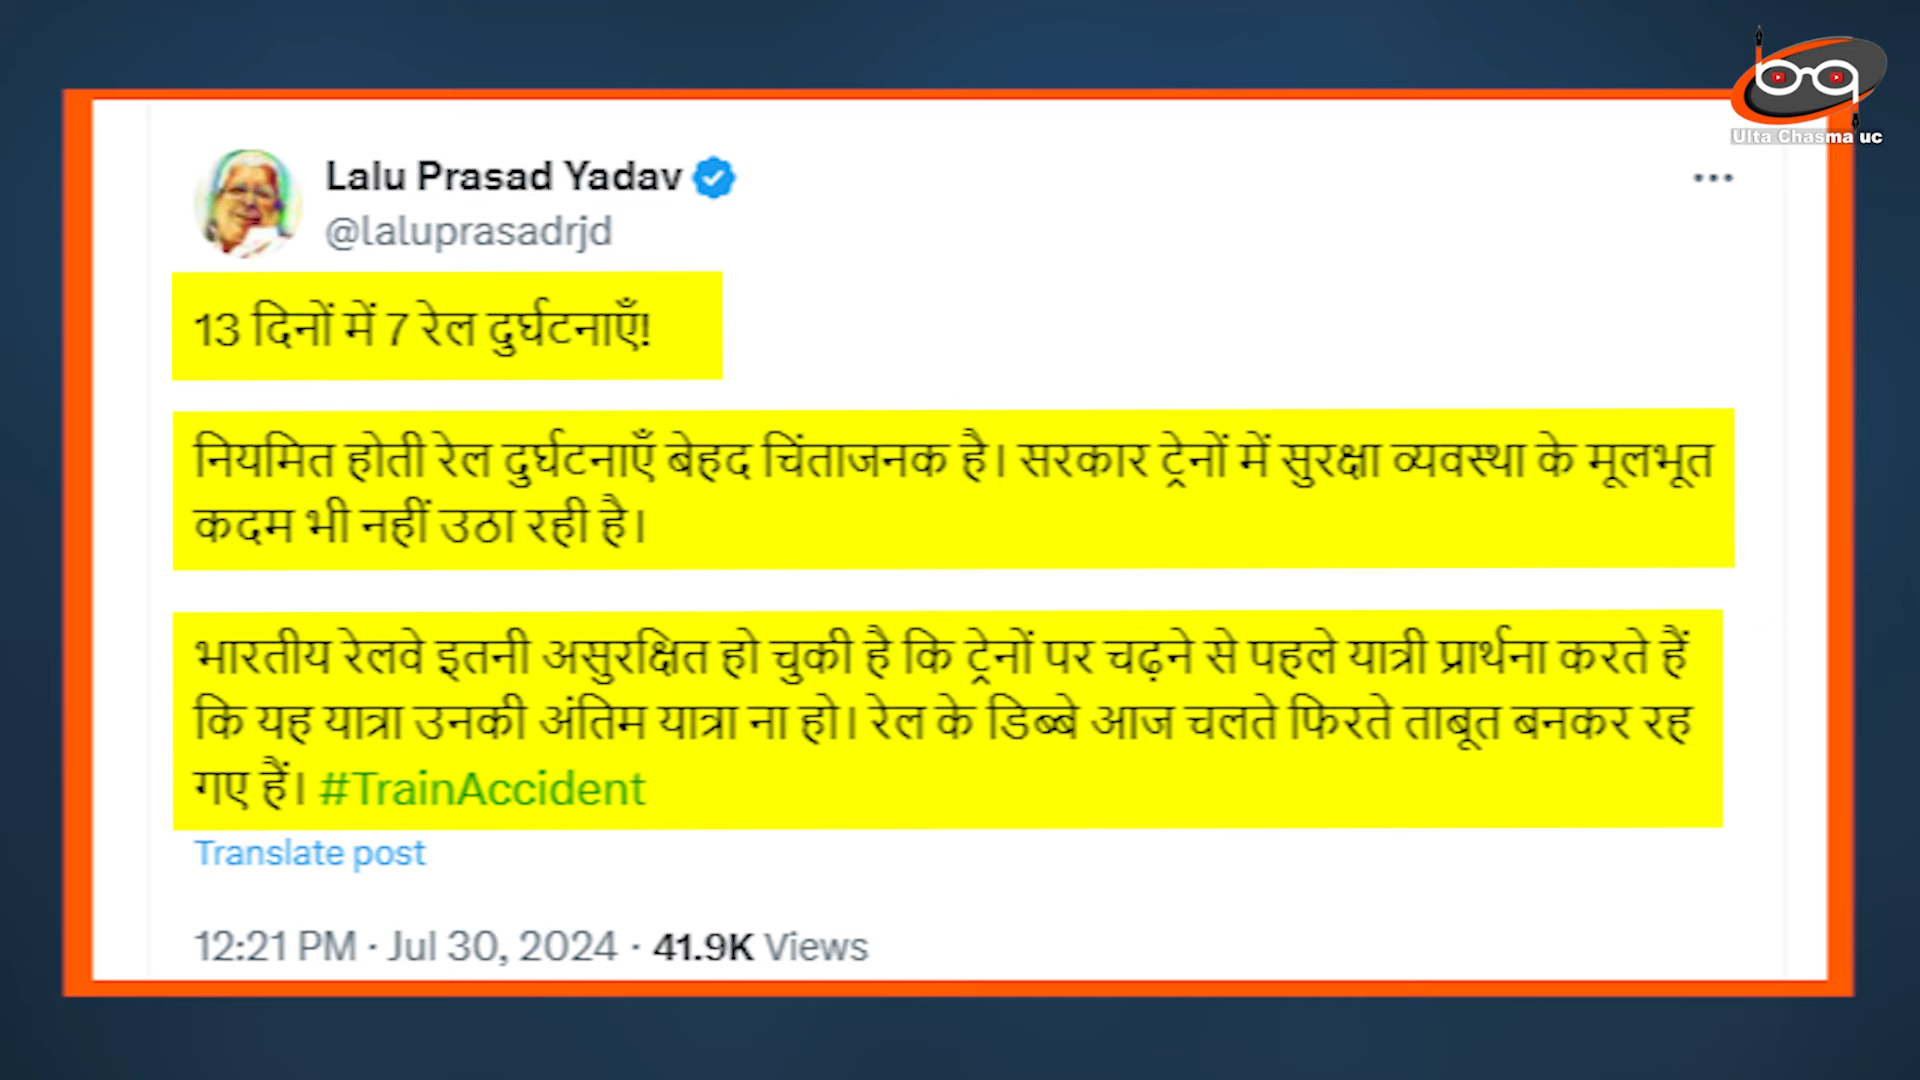 Ulta Chasma uc
Lalu Prasad Yadav
@laluprasadrjd
13 दिनों में 7 रेल दुर्घटनाएँ!
नियमित होती रेल दुर्घटनाएँ बेहद चिंताजनक है। सरकार ट्रेनों में सुरक्षा व्यवस्था के मूलभूत
कदम भी नहीं उठा रही है।
भारतीय रेलवे इतनी असुरक्षित हो चुकी है कि ट्रेनों पर चढ़ने से पहले यात्री प्रार्थना करते हैं
कि यह यात्रा उनकी अंतिम यात्रा ना हो। रेल के डिब्बे आज चलते फिरते ताबूत बनकर रह
गए हैं। #TrainAccident
Translate post
12:21 PM · Jul 30, 2024 · 41.9K Views